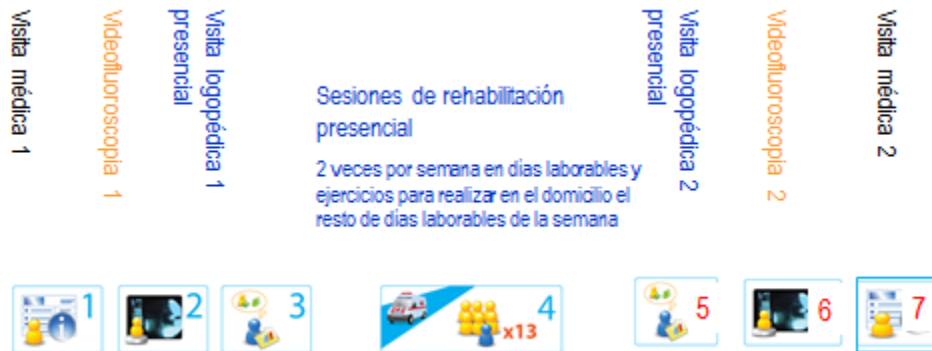 Visita médica 1
Videofluoroscopia 1
Visita logopédica 1
presencial
Sesiones de rehabilitación
presencial
2 veces por semana en días laborables y
ejercicios para realizar en el domicilio el
resto de días laborables de la semana
Visita logopédica 2
presencial
Videofluoroscopia 2
Visita médica 2
1
2
3
4
x13
5
6
7